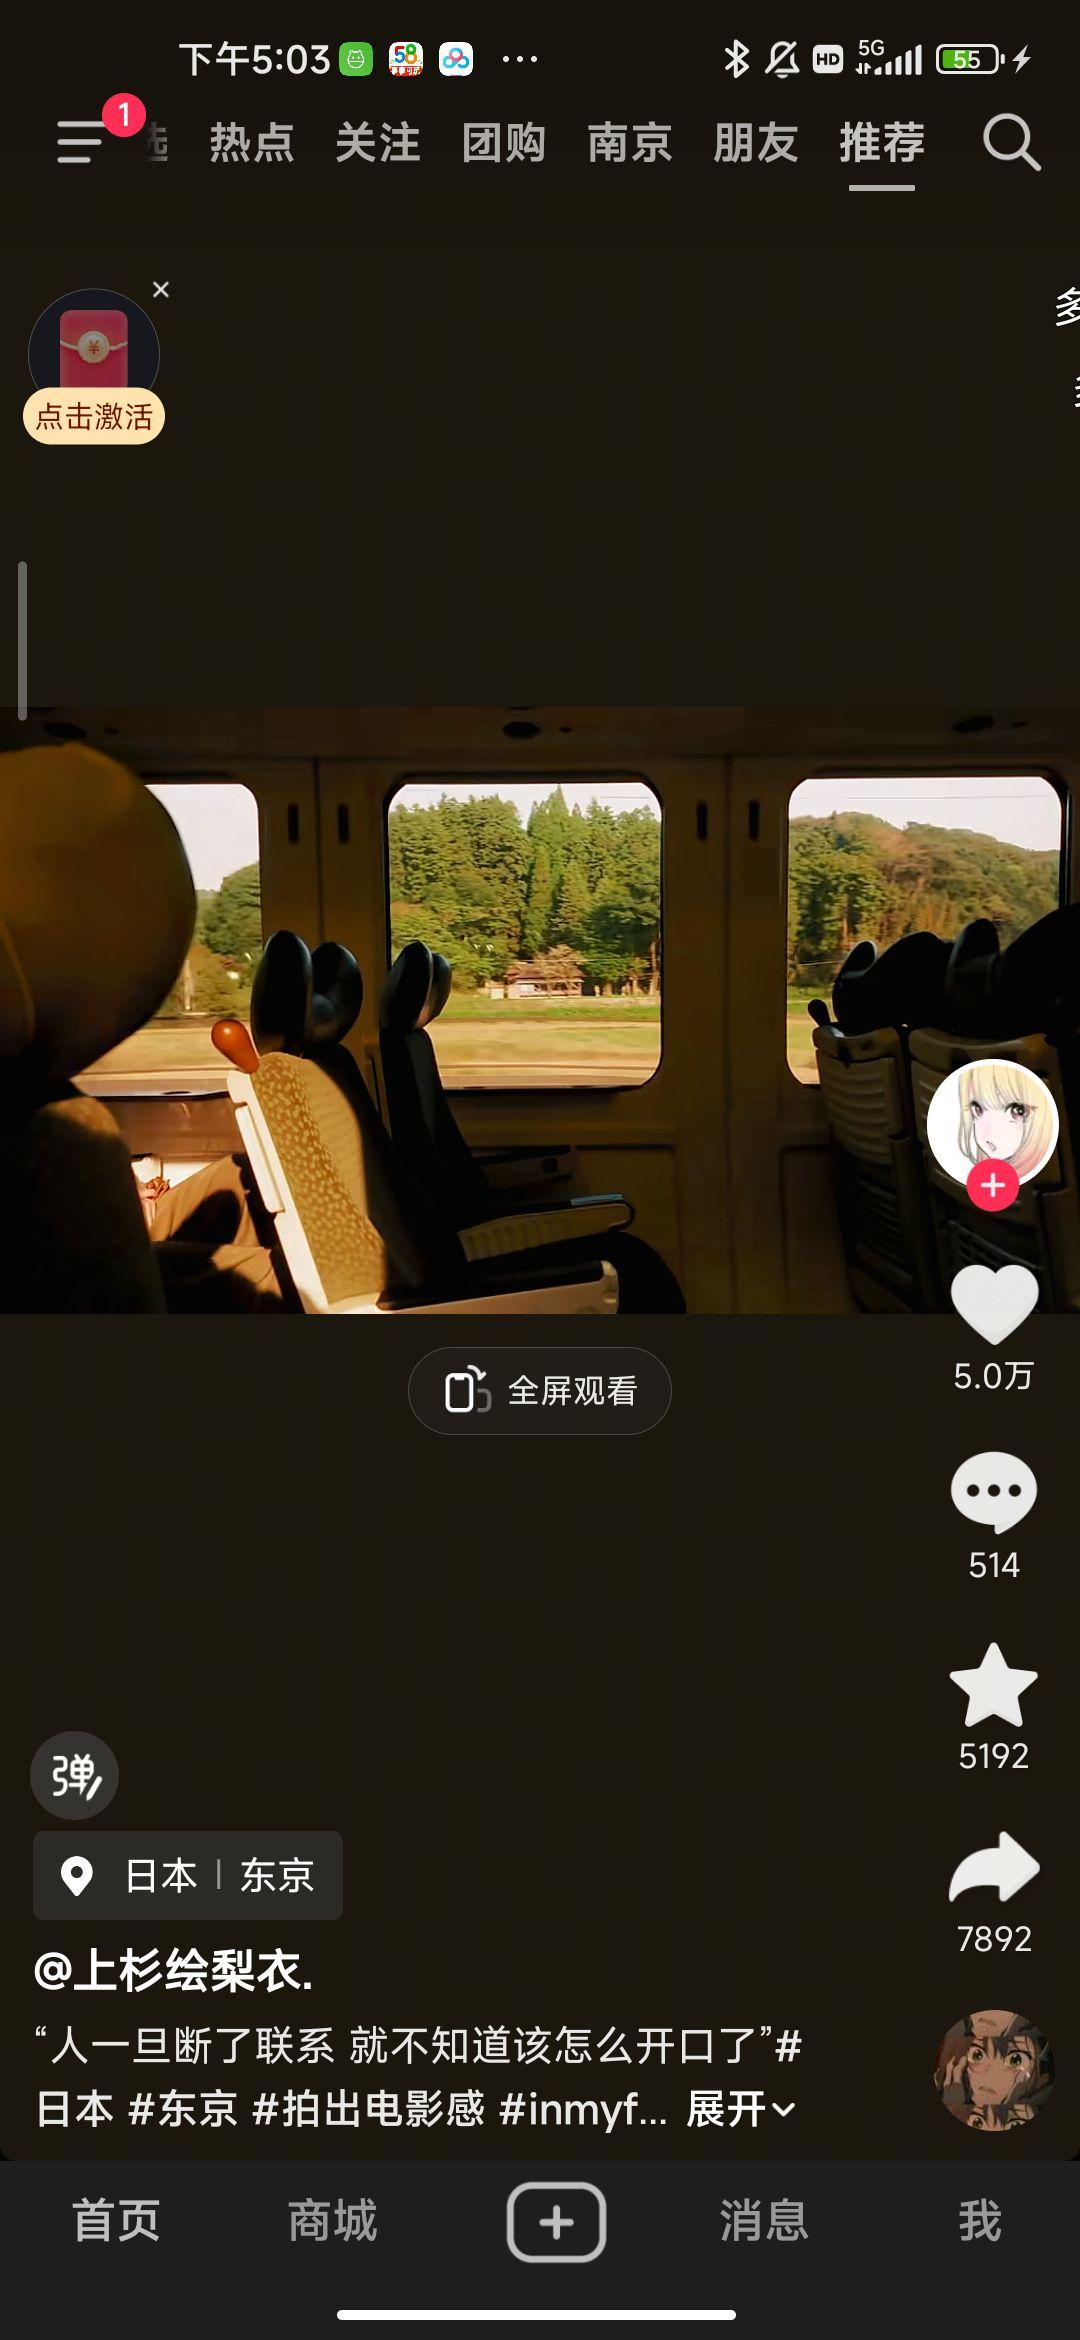 下午5:03
58
HD
5G
55
1
热点 关注 团购 南京 朋友 推荐
多
¥
点击激活
全屏观看
5.0万
514
5192
弹
日本 | 东京
7892
@上杉绘梨衣.
“人一旦断了联系 就不知道该怎么开口了”#
日本 #东京 #拍出电影感 #inmyf... 展开
首页 商城 消息 我